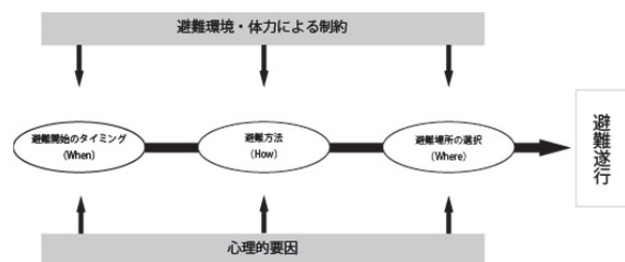 避難環境・体力による制約
避難開始のタイミング
(When)
避難方法
(How)
避難場所の選択
(Where)
避難遂行
心理的要因